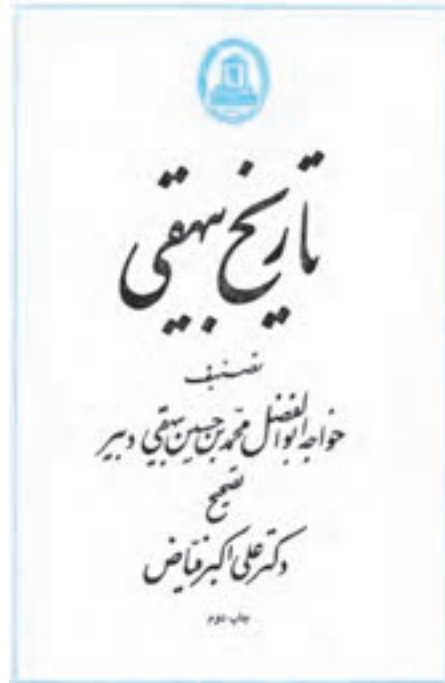 تاریخ بیهقی
تصنیف
خواجه ابوالفضل محمد بن حسین بیهقی دبیر
تصحیح
دکتر علی اکبر فیاض
چاپ دوم